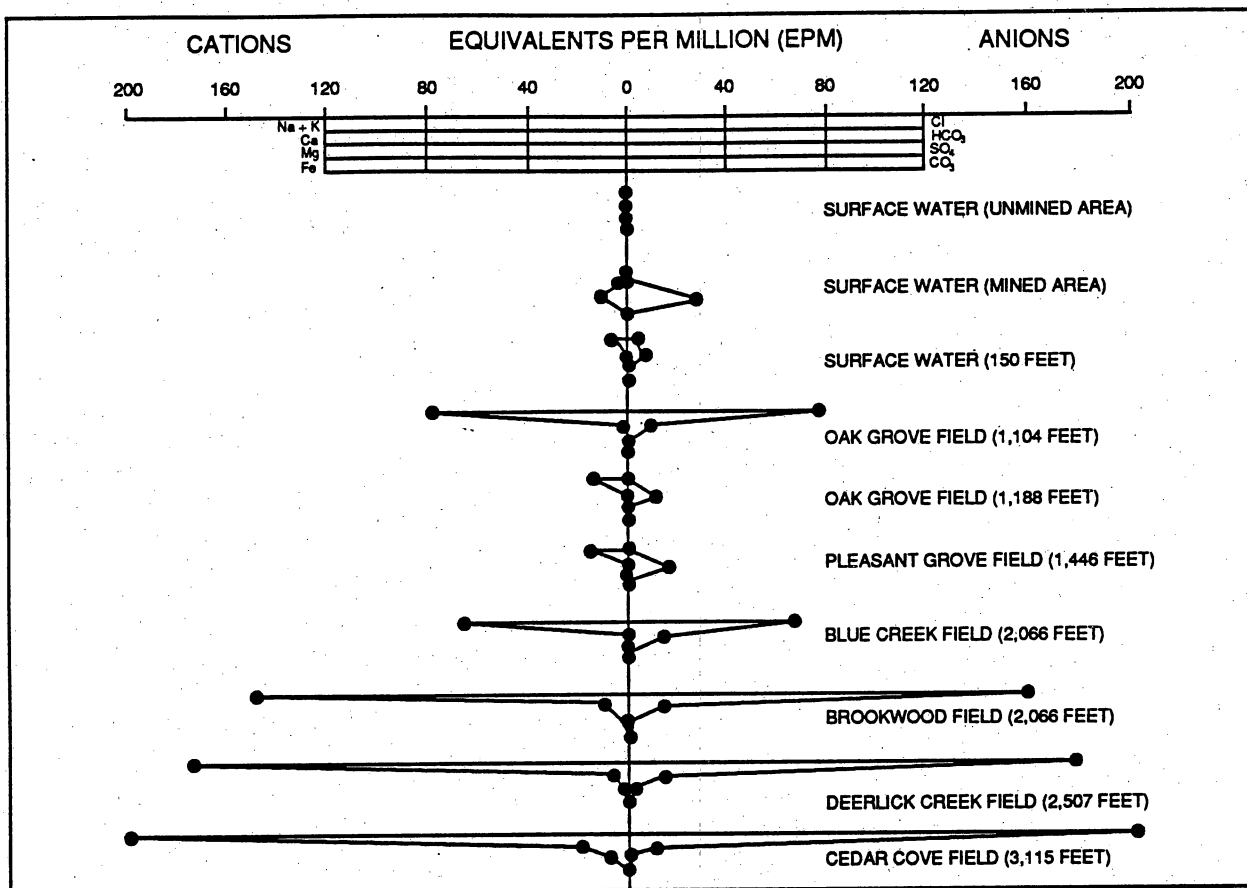 CATIONS EQUIVALENTS PER MILLION (EPM) ANIONS
200 160 120 80 40 0 40 80 120 160 200
Na + K Cl
Ca HCO₃
Mg SO₄
Fe CO₃
SURFACE WATER (UNMINED AREA)
SURFACE WATER (MINED AREA)
SURFACE WATER (150 FEET)
OAK GROVE FIELD (1,104 FEET)
OAK GROVE FIELD (1,188 FEET)
PLEASANT GROVE FIELD (1,446 FEET)
BLUE CREEK FIELD (2,066 FEET)
BROOKWOOD FIELD (2,066 FEET)
DEERLICK CREEK FIELD (2,507 FEET)
CEDAR COVE FIELD (3,115 FEET)